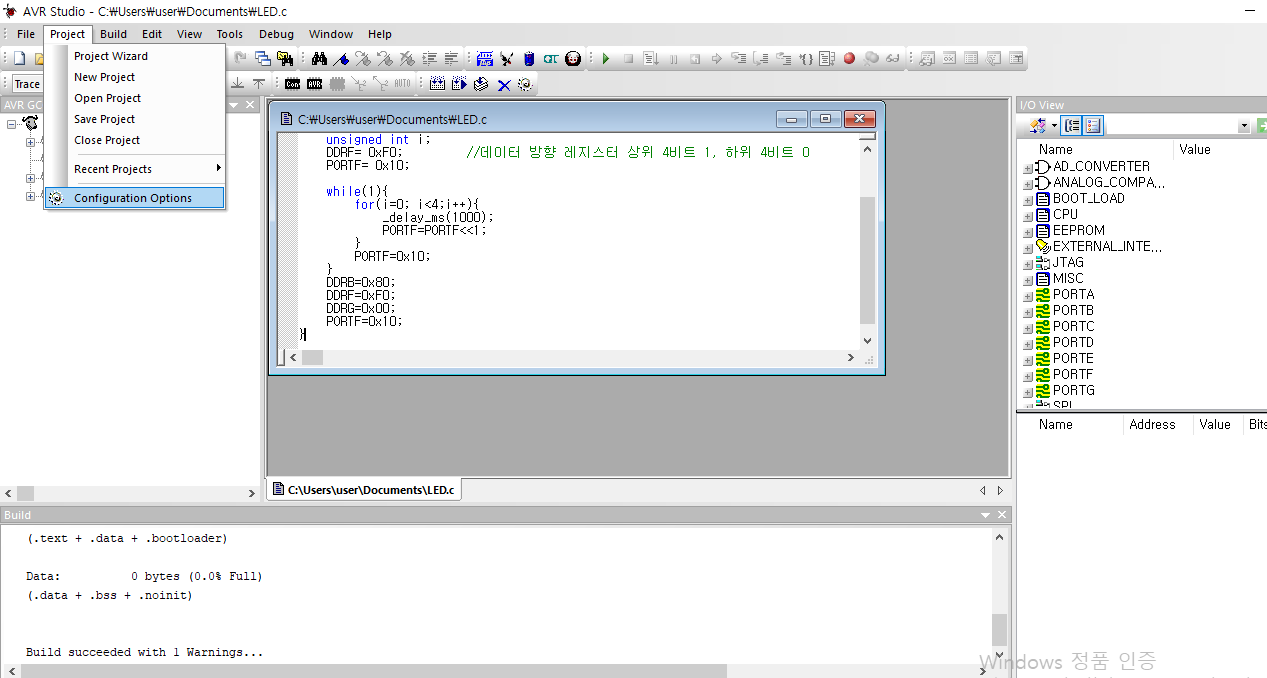 AVR Studio - C:￦Users￦user￦Documents￦LED.c
File Project Build Edit View Tools Debug Window Help
Project Wizard
New Project
Open Project
Save Project
Close Project
Recent Projects
Configuration Options
Trace
AVR GC
C:￦Users￦user￦Documents￦LED.c
unsigned int i;
DDRF= 0xF0; //데이터 방향 레지스터 상위 4비트 1, 하위 4비트 0
PORTF= 0x10;
while(1){
for(i=0; i<4;i++){
_delay_ms(1000);
PORTF=PORTF<<1;
}
PORTF=0x10;
}
DDRB=0x80;
DDRF=0xF0;
DDRG=0x00;
PORTF=0x10;
}
C:\Users\user\Documents\LED.c
I/O View
Name Value
AD_CONVERTER
ANALOG_COMPA...
BOOT_LOAD
CPU
EEPROM
EXTERNAL_INTE...
JTAG
MISC
PORTA
PORTB
PORTC
PORTD
PORTE
PORTF
PORTG
SPI
Name Address Value Bits
Build
(.text + .data + .bootloader)
Data: 0 bytes (0.0% Full)
(.data + .bss + .noinit)
Build succeeded with 1 Warnings...
Windows 정품 인증